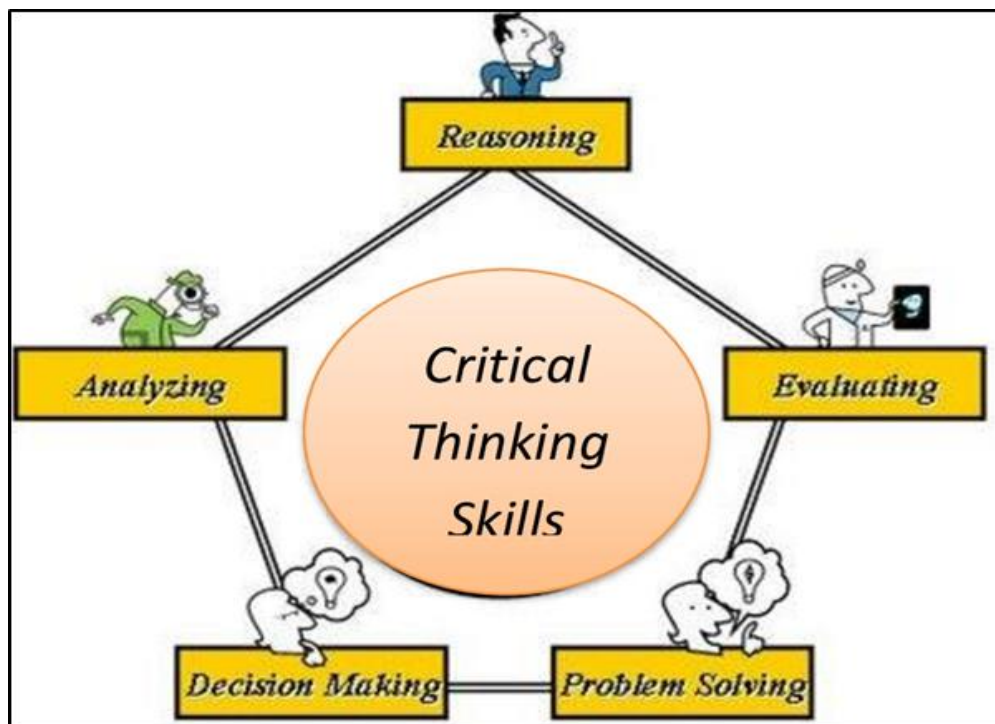 Reasoning
Analyzing
Critical
Thinking
Skills
Evaluating
Decision Making
Problem Solving